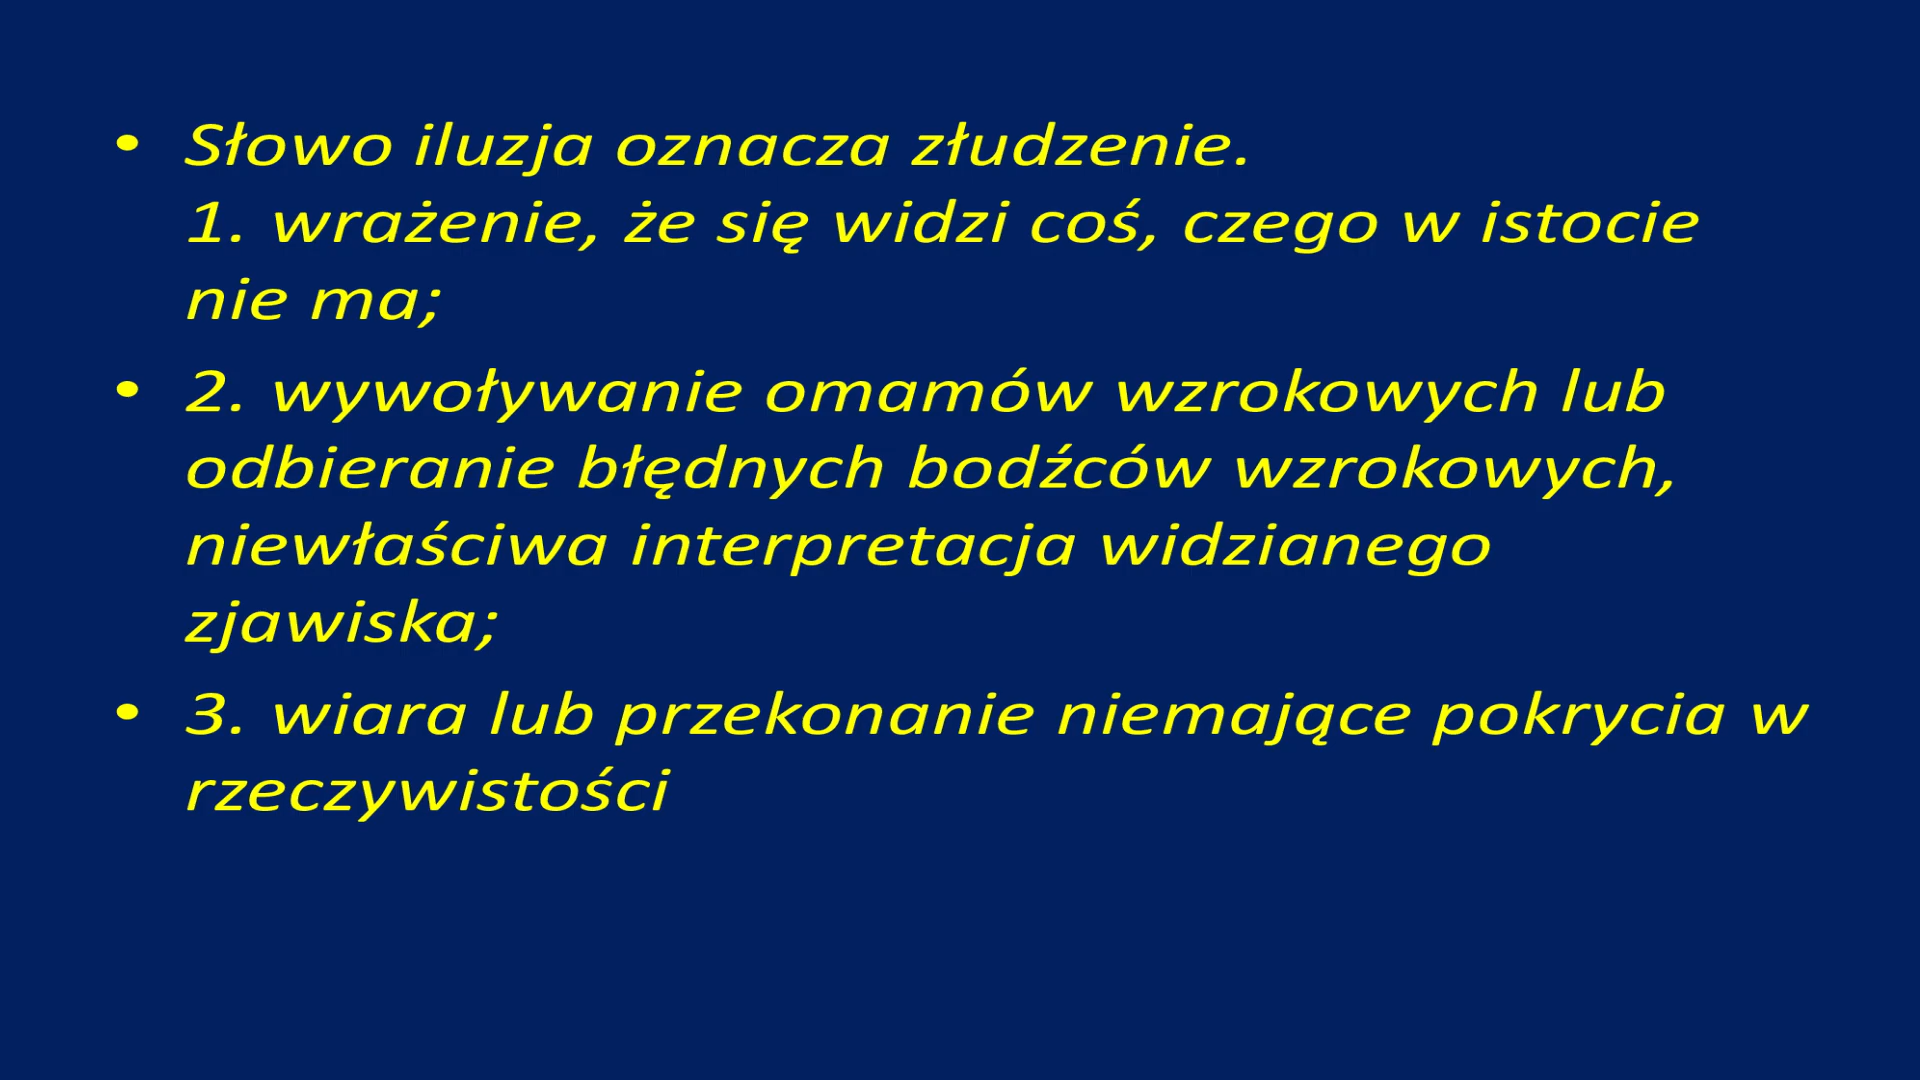 • Słowo iluzja oznacza złudzenie.
1. wrażenie, że się widzi coś, czego w istocie
nie ma;
• 2. wywoływanie omamów wzrokowych lub
odbieranie błędnych bodźców wzrokowych,
niewłaściwa interpretacja widzianego
zjawiska;
• 3. wiara lub przekonanie niemające pokrycia w
rzeczywistości